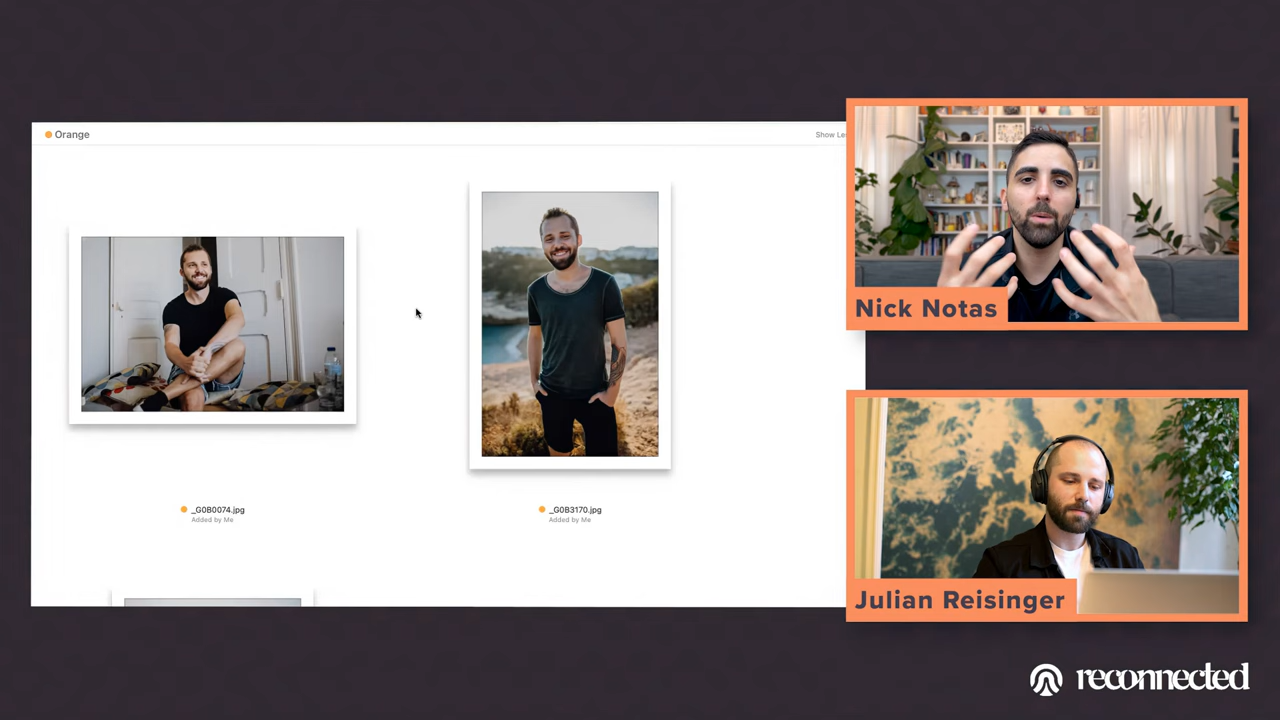 Orange
Show Le
_G0B0074.jpg
Added by Me
_G0B3170.jpg
Added by Me
Nick Notas
Julian Reisinger
reconnected